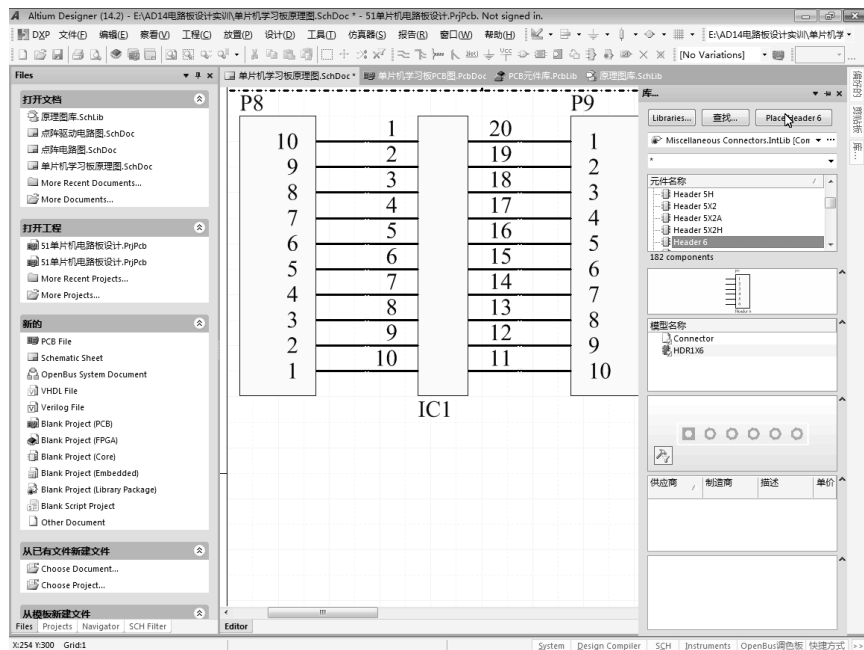 Altium Designer (14.2) - E:\AD14电路板设计实训\单片机学习板原理图.SchDoc * - 51单片机电路板设计.PrjPcb. Not signed in.
DXP 文件(F) 编辑(E) 察看(V) 工程(C) 放置(P) 设计(D) 工具(T) 仿真器(S) 报告(R) 窗口(W) 帮助(H) E:\AD14电路板设计实训\单片机学
[No Variations]
Files
单片机学习板原理图.SchDoc * 单片机学习板PCB图.PcbDoc PCB元件库.PcbLib 原理图库.SchLib
打开文档
原理图库.SchLib
点阵驱动电路图.SchDoc
点阵电路图.SchDoc
单片机学习板原理图.SchDoc
More Recent Documents...
More Documents...
打开工程
51单片机电路板设计.PrjPcb
51单片机电路板设计.PrjPcb
More Recent Projects...
More Projects...
新的
PCB File
Schematic Sheet
OpenBus System Document
VHDL File
Verilog File
Blank Project (PCB)
Blank Project (FPGA)
Blank Project (Core)
Blank Project (Embedded)
Blank Project (Library Package)
Blank Script Project
Other Document
从已有文件新建文件
Choose Document...
Choose Project...
从模板新建文件
Files Projects Navigator SCH Filter
P8 P9
10 1 20 1
9 2 19 2
8 3 18 3
7 4 17 4
6 5 16 5
5 6 15 6
4 7 14 7
3 8 13 8
2 9 12 9
1 10 11 10
IC1
Editor
库...
Libraries... 查找... Place Header 6
Miscellaneous Connectors.IntLib [Con
*
元件名称
Header 5H
Header 5X2
Header 5X2A
Header 5X2H
Header 6
182 components
模型名称
Connector
HDR1X6
供应商 制造商 描述 单价
X:254 Y:300 Grid:1
System Design Compiler SCH Instruments OpenBus调色板 快捷方式 >>